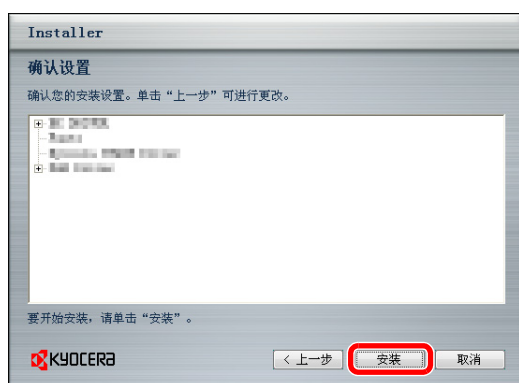 Installer
确认设置
确认您的安装设置。单击“上一步”可进行更改。
要开始安装，请单击“安装”。
KYOCERA
< 上一步
安装
取消